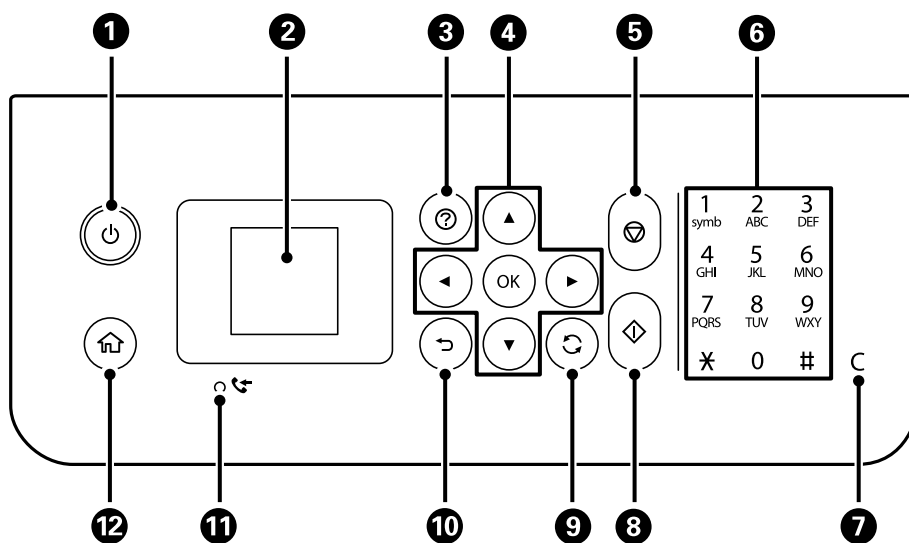 1 2 3 4 5 6
1 2 3
symb ABC DEF
OK
4 5 6
GHI JKL MNO
7 8 9
PQRS TUV WXY
* 0 # C
12 11 10 9 8 7